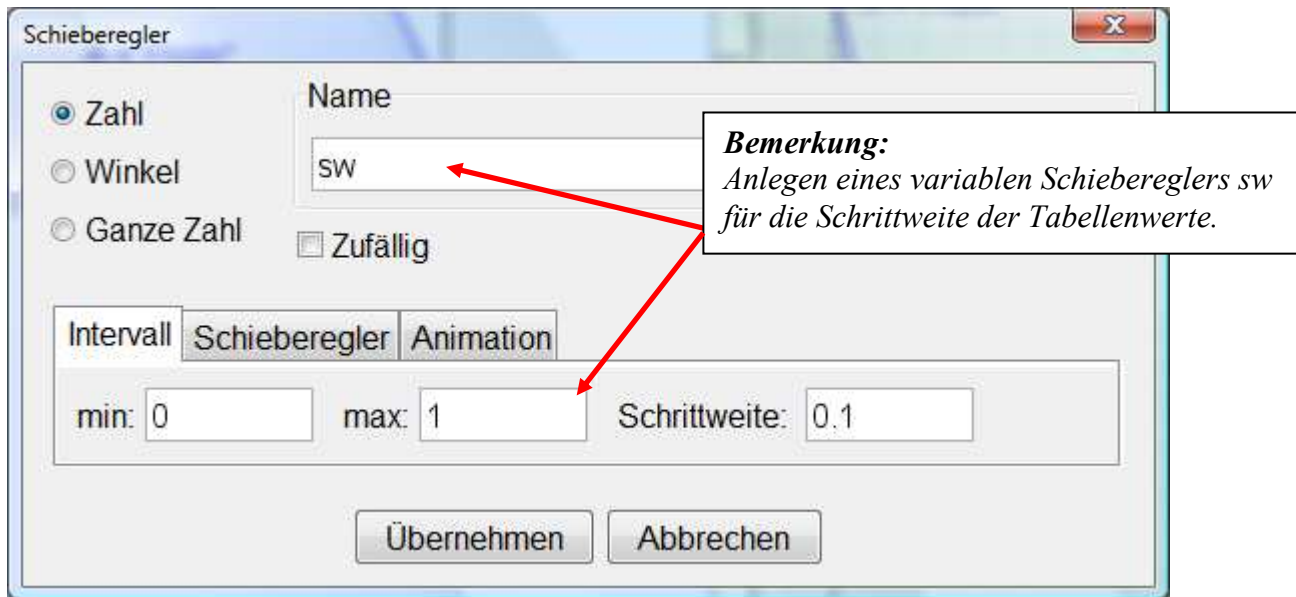 Schieberegler
Zahl
Winkel
Ganze Zahl
Name
sw
Zufällig
Bemerkung:
Anlegen eines variablen Schiebereglers sw
für die Schrittweite der Tabellenwerte.
Intervall Schieberegler Animation
min: 0 max: 1 Schrittweite: 0.1
Übernehmen Abbrechen